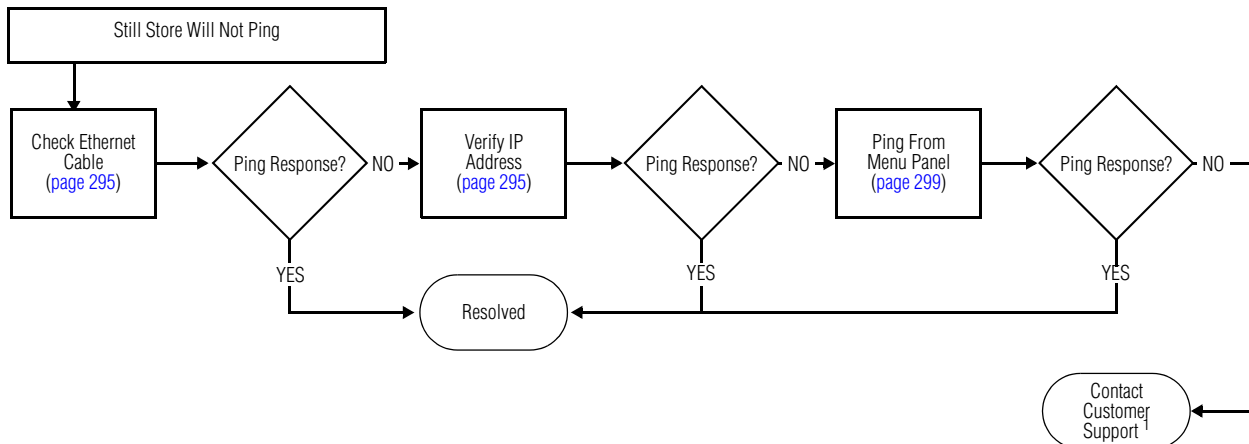 Still Store Will Not Ping
Check Ethernet
Cable
(page 295)
Ping Response?
NO
Verify IP
Address
(page 295)
Ping Response?
NO
Ping From
Menu Panel
(page 299)
Ping Response?
NO
YES
YES
YES
Resolved
Contact
Customer
Support 1